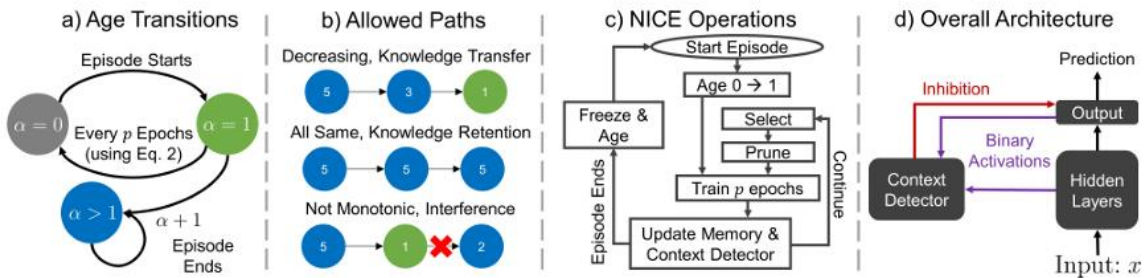 a) Age Transitions
Episode Starts
α = 0
α = 1
Every p Epochs
(using Eq. 2)
α > 1
α + 1
Episode
Ends
b) Allowed Paths
Decreasing, Knowledge Transfer
5 3 1
All Same, Knowledge Retention
5 5 5
Not Monotonic, Interference
5 1 2
c) NICE Operations
Start Episode
Age 0 → 1
Freeze &
Age
Select
Prune
Train p epochs
Update Memory &
Context Detector
Episode Ends
Continue
d) Overall Architecture
Prediction
Inhibition
Output
Binary
Activations
Context
Detector
Hidden
Layers
Input: x